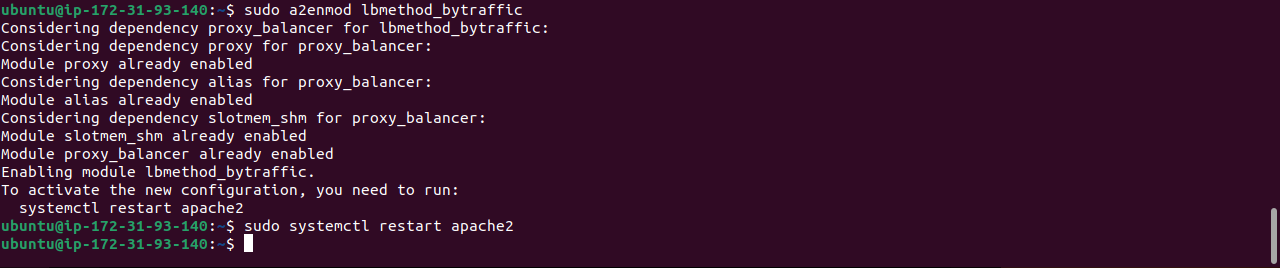 ubuntu@ip-172-31-93-140:~$ sudo a2enmod lbmethod_bytraffic
Considering dependency proxy_balancer for lbmethod_bytraffic:
Considering dependency proxy for proxy_balancer:
Module proxy already enabled
Considering dependency alias for proxy_balancer:
Module alias already enabled
Considering dependency slotmem_shm for proxy_balancer:
Module slotmem_shm already enabled
Module proxy_balancer already enabled
Enabling module lbmethod_bytraffic.
To activate the new configuration, you need to run:
  systemctl restart apache2
ubuntu@ip-172-31-93-140:~$ sudo systemctl restart apache2
ubuntu@ip-172-31-93-140:~$